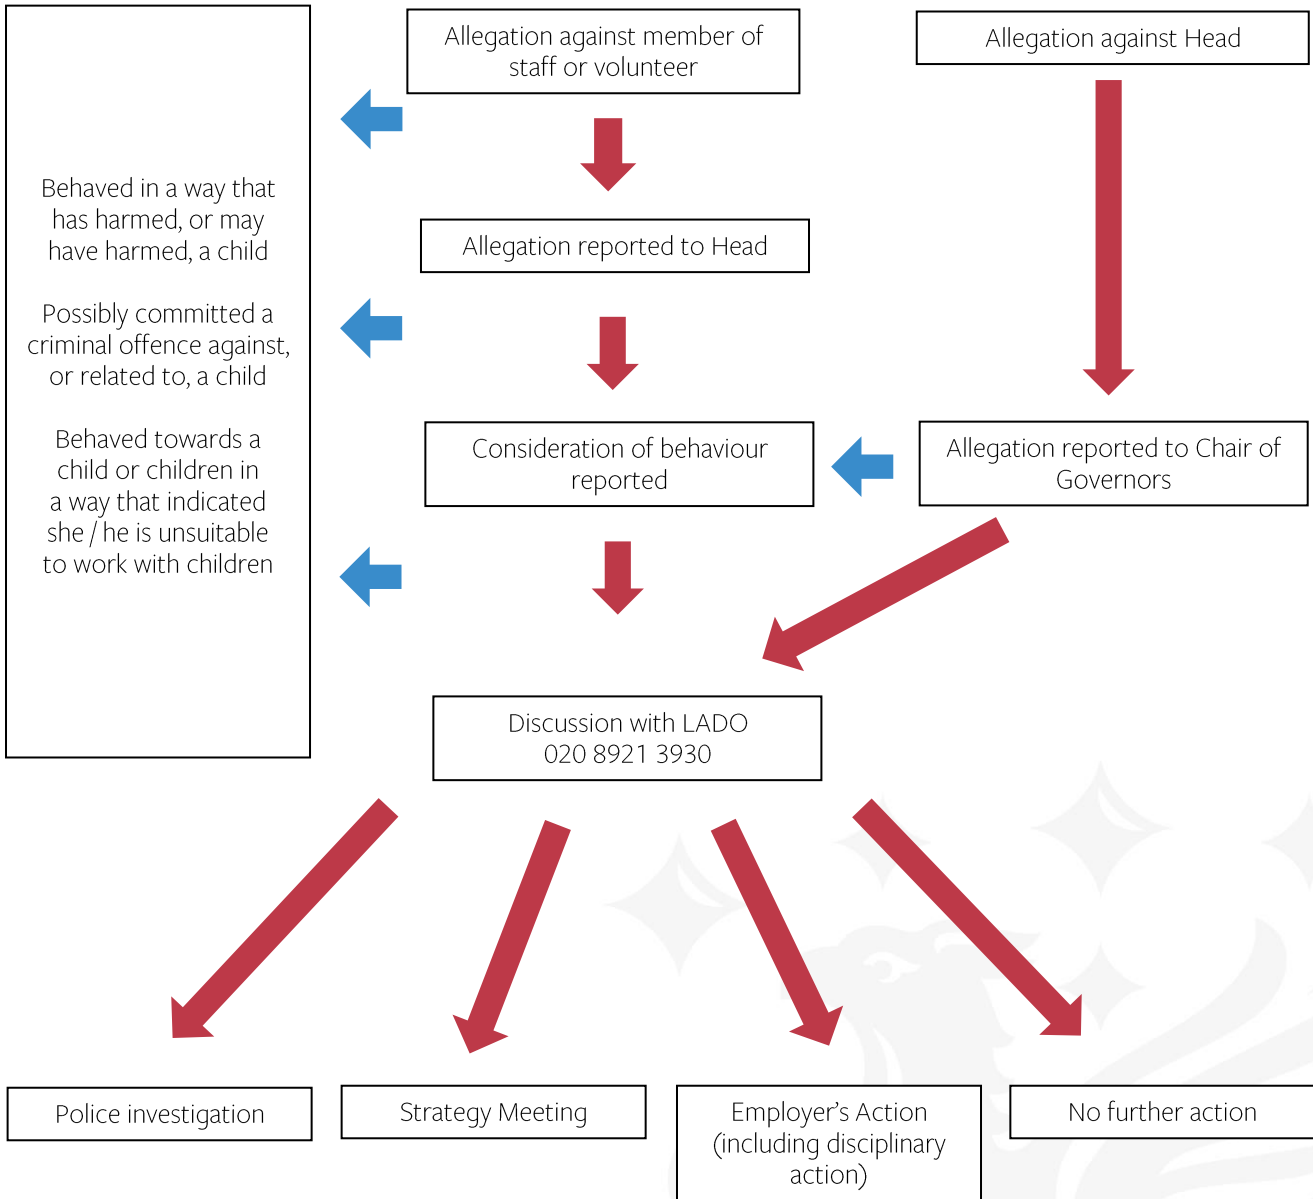 Allegation against member of
staff or volunteer
Allegation against Head
Behaved in a way that
has harmed, or may
have harmed, a child
Possibly committed a
criminal offence against,
or related to, a child
Behaved towards a
child or children in
a way that indicated
she / he is unsuitable
to work with children
Allegation reported to Head
Consideration of behaviour
reported
Allegation reported to Chair of
Governors
Discussion with LADO
020 8921 3930
Police investigation
Strategy Meeting
Employer’s Action
(including disciplinary
action)
No further action